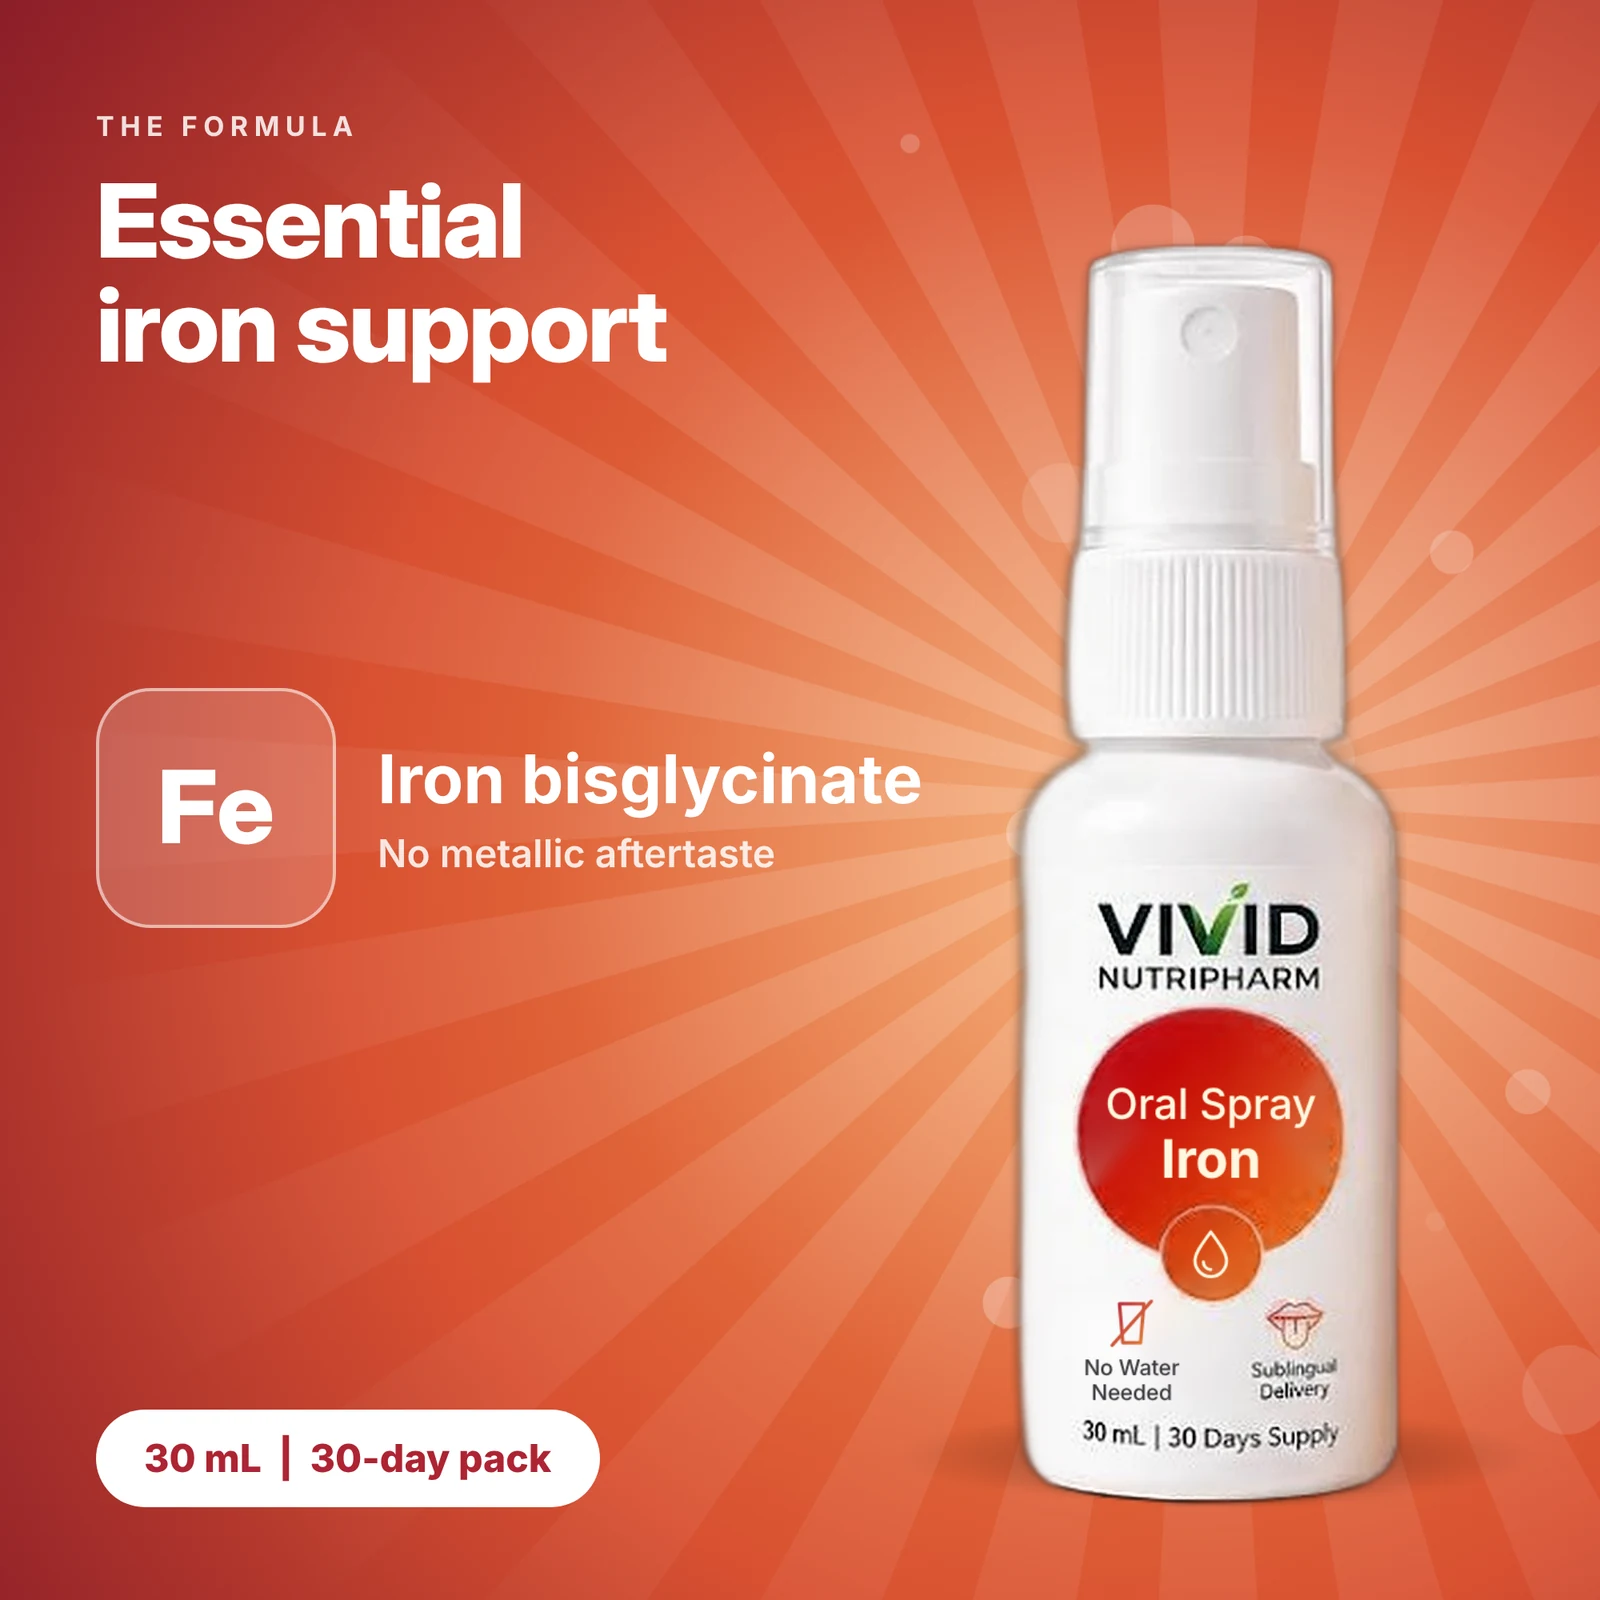 THE FORMULA
Essential
iron support
Fe
Iron bisglycinate
No metallic aftertaste
30 mL | 30-day pack
VIVID
NUTRIPHARM
Oral Spray
Iron
No Water
Needed
Sublingual
Delivery
30 mL | 30 Days Supply